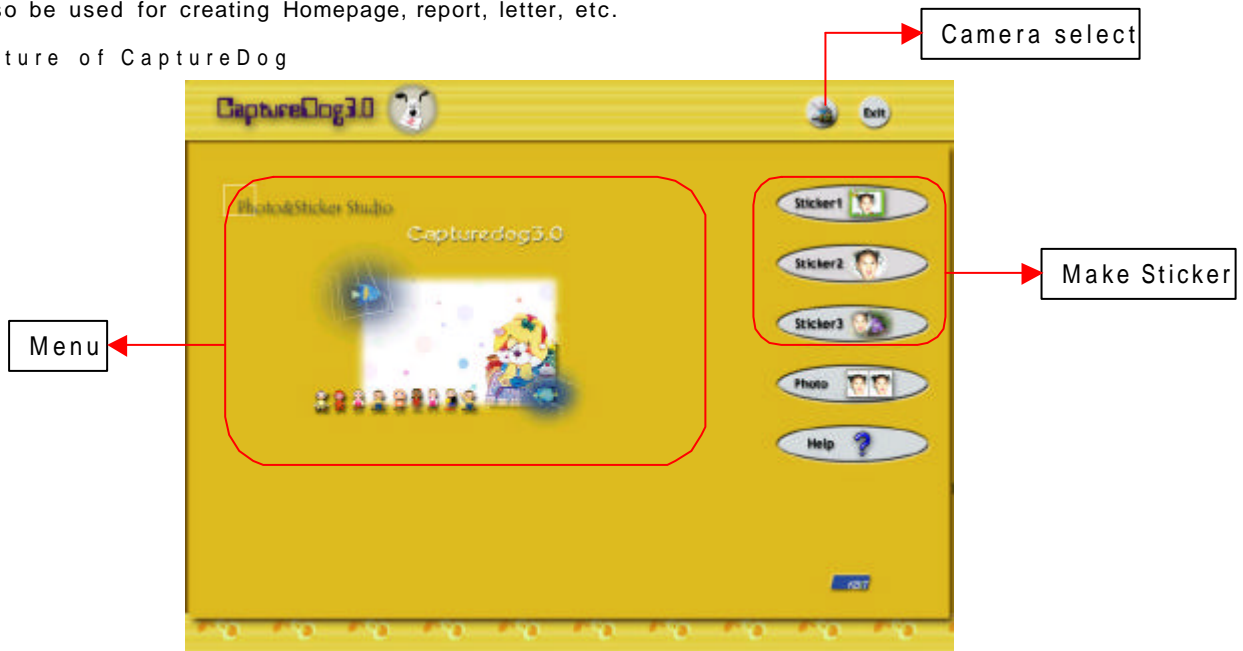 so be used for creating Homepage, report, letter, etc.
Camera select
ture of CaptureDog
CaptureDog3.0
Exit
Photo&Sticker Studio
Capturedog3.0
Sticker1
Sticker2
Make Sticker
Sticker3
Menu
Photo
Help ?